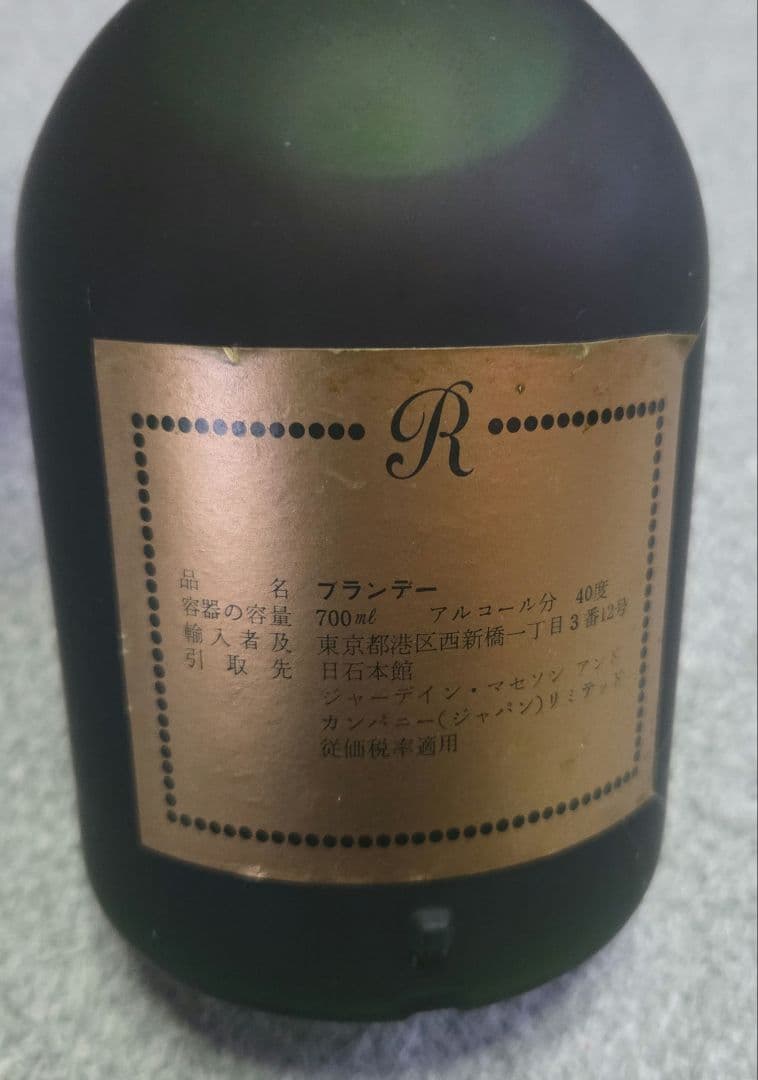 R
品名 ブランデー
容器の容量 700ml アルコール分 40度
輸入者及 東京都港区西新橋一丁目3番12号
引取先 日石本館
ジャーデイン・マセソン アンド
カンパニー(ジャパン)リミテッド
従価税率適用